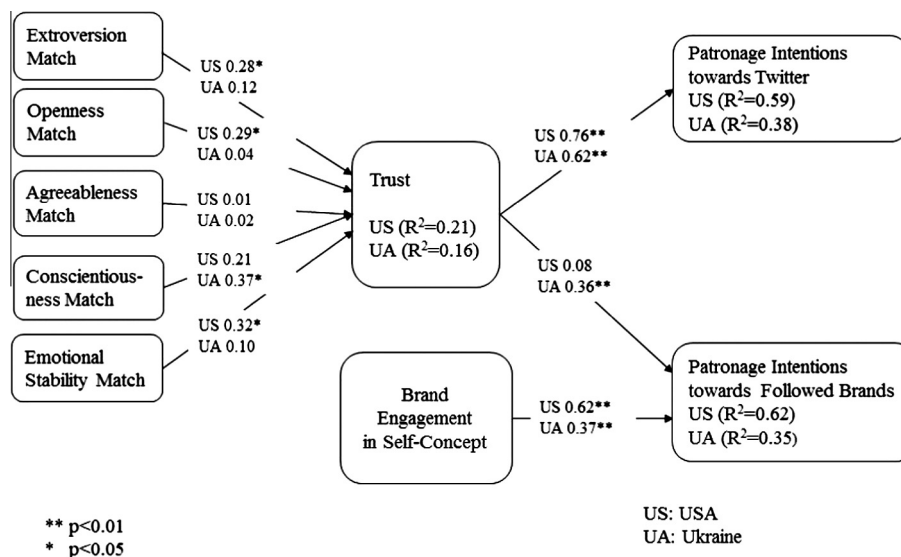 Extroversion
Match
US 0.28*
UA 0.12
Openness
Match
US 0.29*
UA 0.04
Agreeableness
Match
US 0.01
UA 0.02
Conscientious-
ness Match
US 0.21
UA 0.37*
Emotional
Stability Match
US 0.32*
UA 0.10
Trust
US (R²=0.21)
UA (R²=0.16)
Brand
Engagement
in Self-Concept
US 0.76**
UA 0.62**
US 0.08
UA 0.36**
US 0.62**
UA 0.37**
Patronage Intentions
towards Twitter
US (R²=0.59)
UA (R²=0.38)
Patronage Intentions
towards Followed Brands
US (R²=0.62)
UA (R²=0.35)
** p<0.01
* p<0.05
US: USA
UA: Ukraine